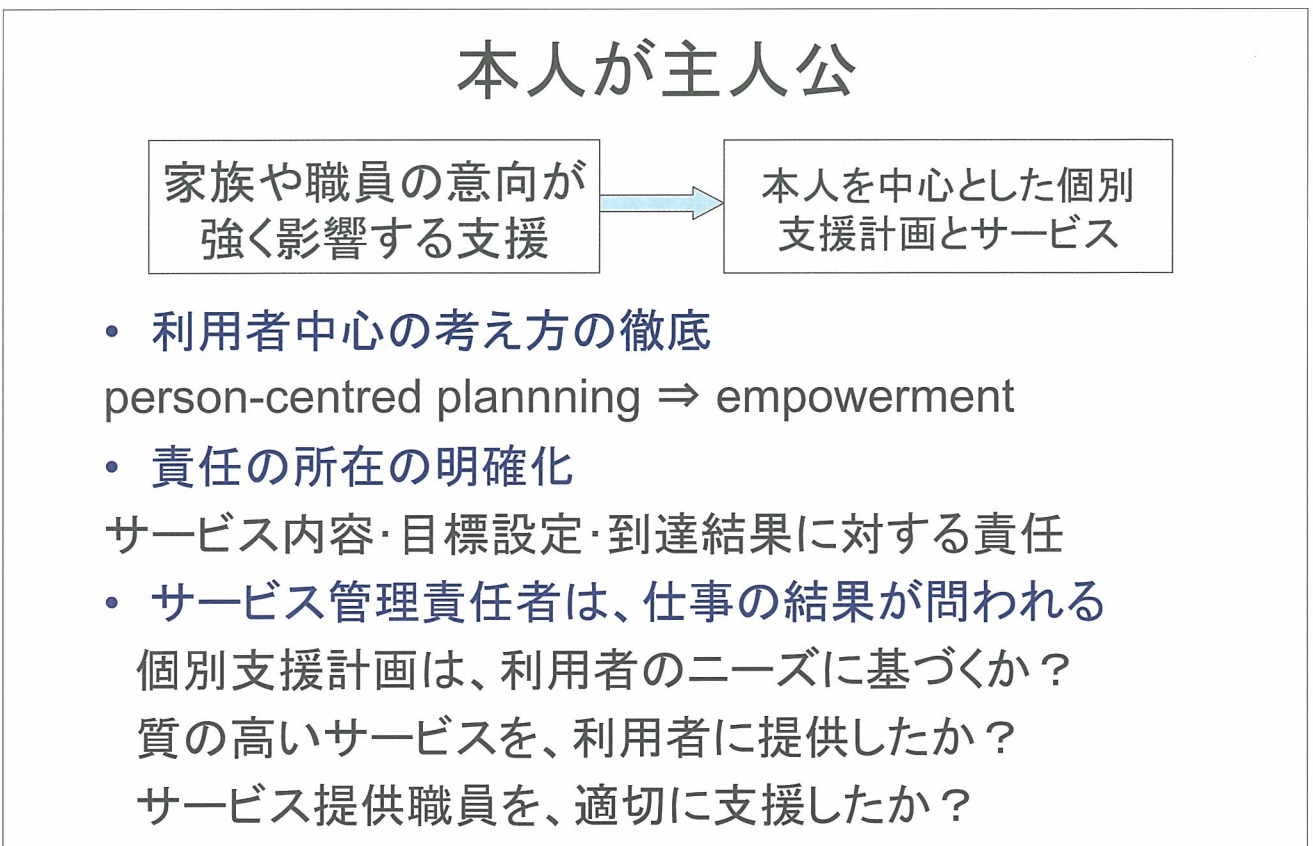 本人が主人公
家族や職員の意向が
強く影響する支援
本人を中心とした個別
支援計画とサービス
• 利用者中心の考え方の徹底
person-centred plannning ⇒ empowerment
• 責任の所在の明確化
サービス内容・目標設定・到達結果に対する責任
• サービス管理責任者は、仕事の結果が問われる
個別支援計画は、利用者のニーズに基づくか？
質の高いサービスを、利用者に提供したか？
サービス提供職員を、適切に支援したか？